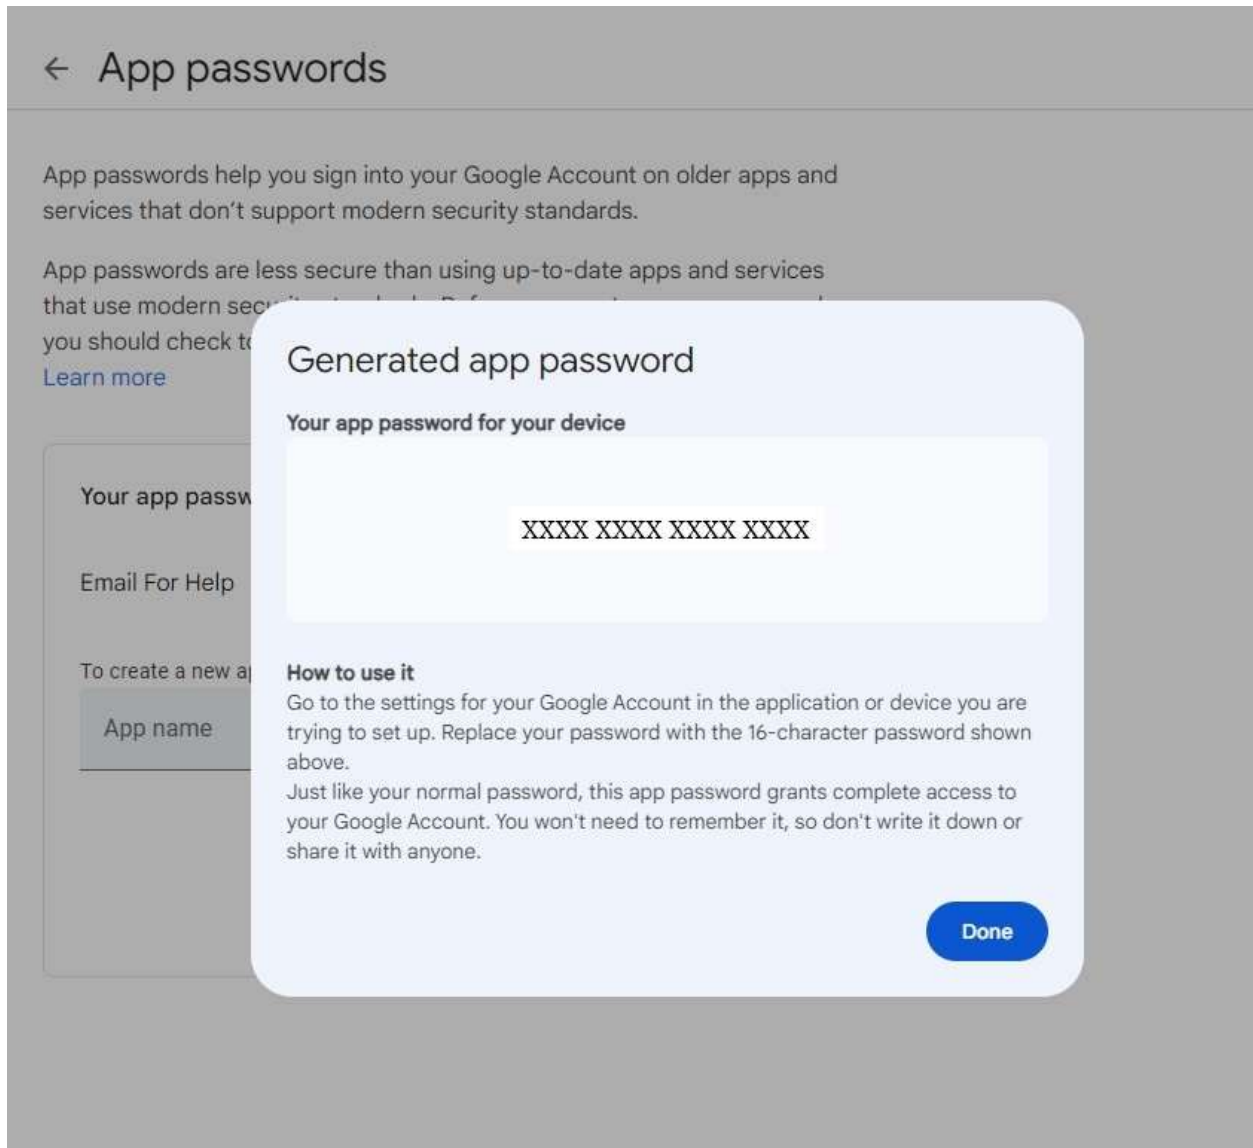 ← App passwords
App passwords help you sign into your Google Account on older apps and
services that don't support modern security standards.
App passwords are less secure than using up-to-date apps and services
that use modern
you should check
Learn more
Generated app password
Your app password for your device
XXXX XXXX XXXX XXXX
Your app
Email For Help
To create a new
App name
How to use it
Go to the settings for your Google Account in the application or device you are
trying to set up. Replace your password with the 16-character password shown
above.
Just like your normal password, this app password grants complete access to
your Google Account. You won't need to remember it, so don't write it down or
share it with anyone.
Done